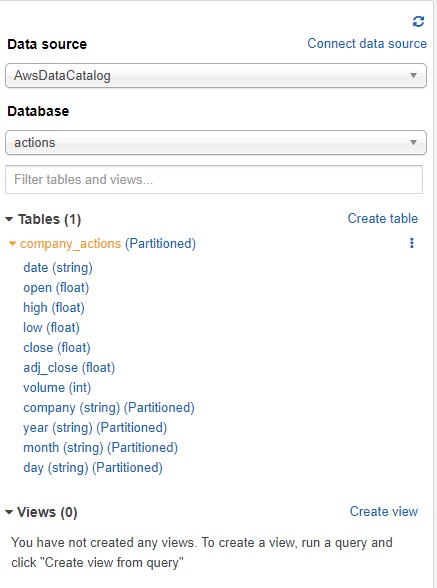 Data source
Connect data source
AwsDataCatalog
Database
actions
Filter tables and views...
Tables (1)
Create table
company_actions (Partitioned)
date (string)
open (float)
high (float)
low (float)
close (float)
adj_close (float)
volume (int)
company (string) (Partitioned)
year (string) (Partitioned)
month (string) (Partitioned)
day (string) (Partitioned)
Views (0)
Create view
You have not created any views. To create a view, run a query and
click "Create view from query"